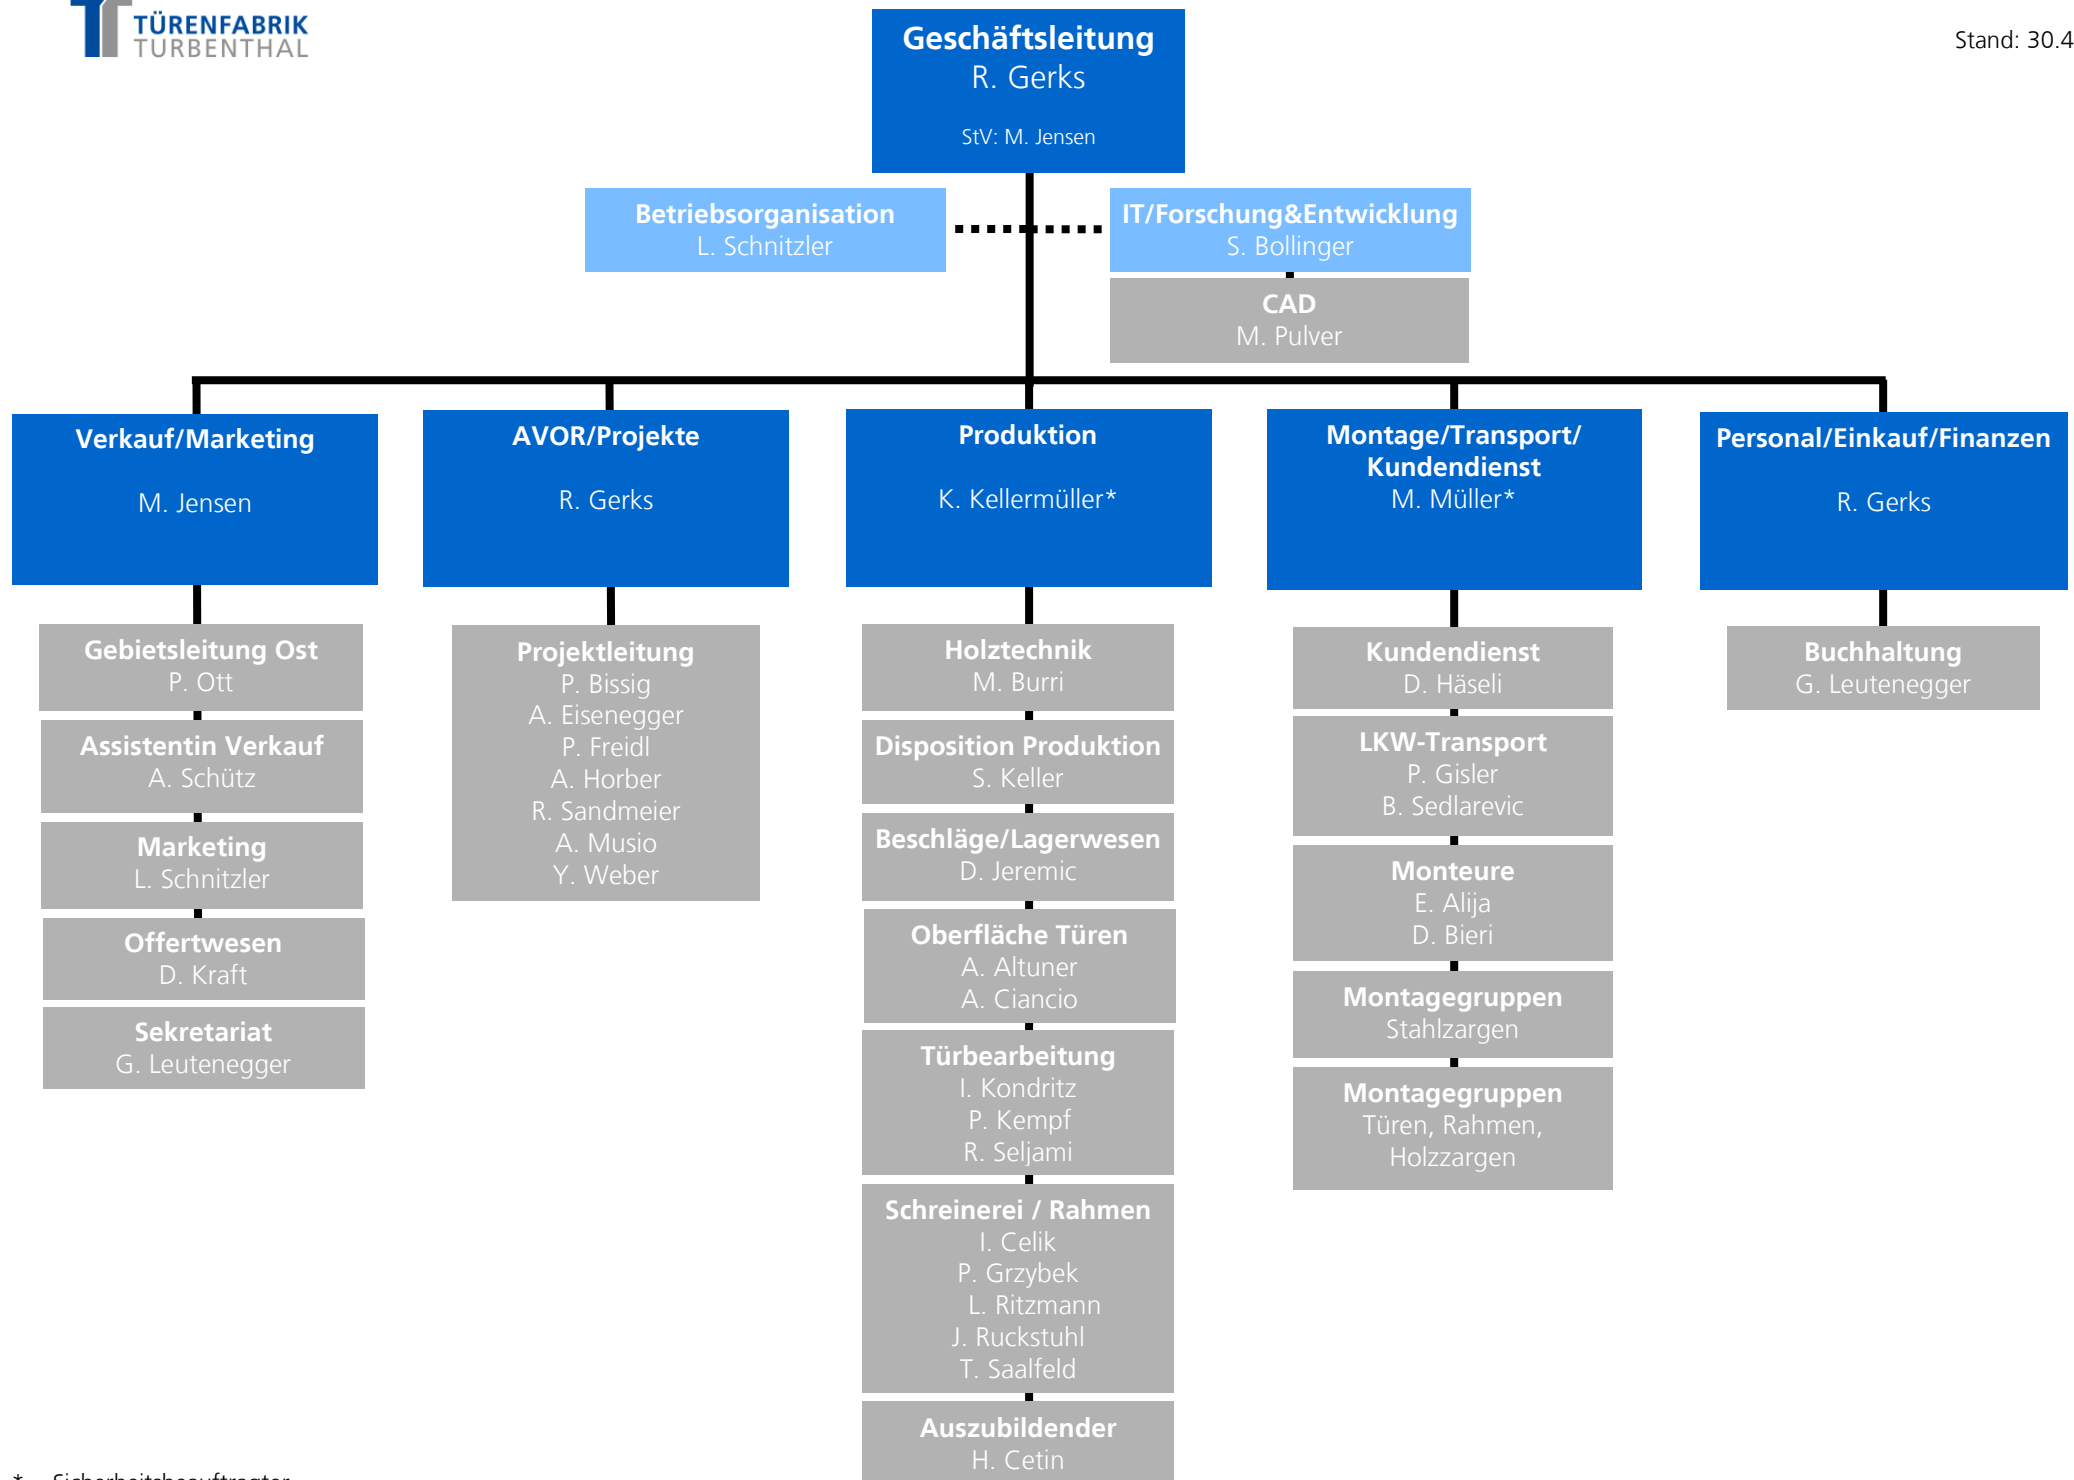 TÜRENFABRIK
TURBENTHAL
Stand: 30.4
Geschäftsleitung
R. Gerks
StV: M. Jensen
Betriebsorganisation
L. Schnitzler
IT/Forschung&Entwicklung
S. Bollinger
CAD
M. Pulver
Verkauf/Marketing
M. Jensen
AVOR/Projekte
R. Gerks
Produktion
K. Kellermüller*
Montage/Transport/
Kundendienst
M. Müller*
Personal/Einkauf/Finanzen
R. Gerks
Gebietsleitung Ost
P. Ott
Assistentin Verkauf
A. Schütz
Marketing
L. Schnitzler
Offertwesen
D. Kraft
Sekretariat
G. Leutenegger
Projektleitung
P. Bissig
A. Eisenegger
P. Freidl
A. Horber
R. Sandmeier
A. Musio
Y. Weber
Holztechnik
M. Burri
Disposition Produktion
S. Keller
Beschläge/Lagerwesen
D. Jeremic
Oberfläche Türen
A. Altuner
A. Ciancio
Türbearbeitung
I. Kondritz
P. Kempf
R. Seljami
Schreinerei / Rahmen
I. Celik
P. Grzybek
L. Ritzmann
J. Ruckstuhl
T. Saalfeld
Auszubildender
H. Cetin
Kundendienst
D. Häseli
LKW-Transport
P. Gisler
B. Sedlarevic
Monteure
E. Alija
D. Bieri
Montagegruppen
Stahlzargen
Montagegruppen
Türen, Rahmen,
Holzzargen
Buchhaltung
G. Leutenegger
* Sicherheitsbeauftragter